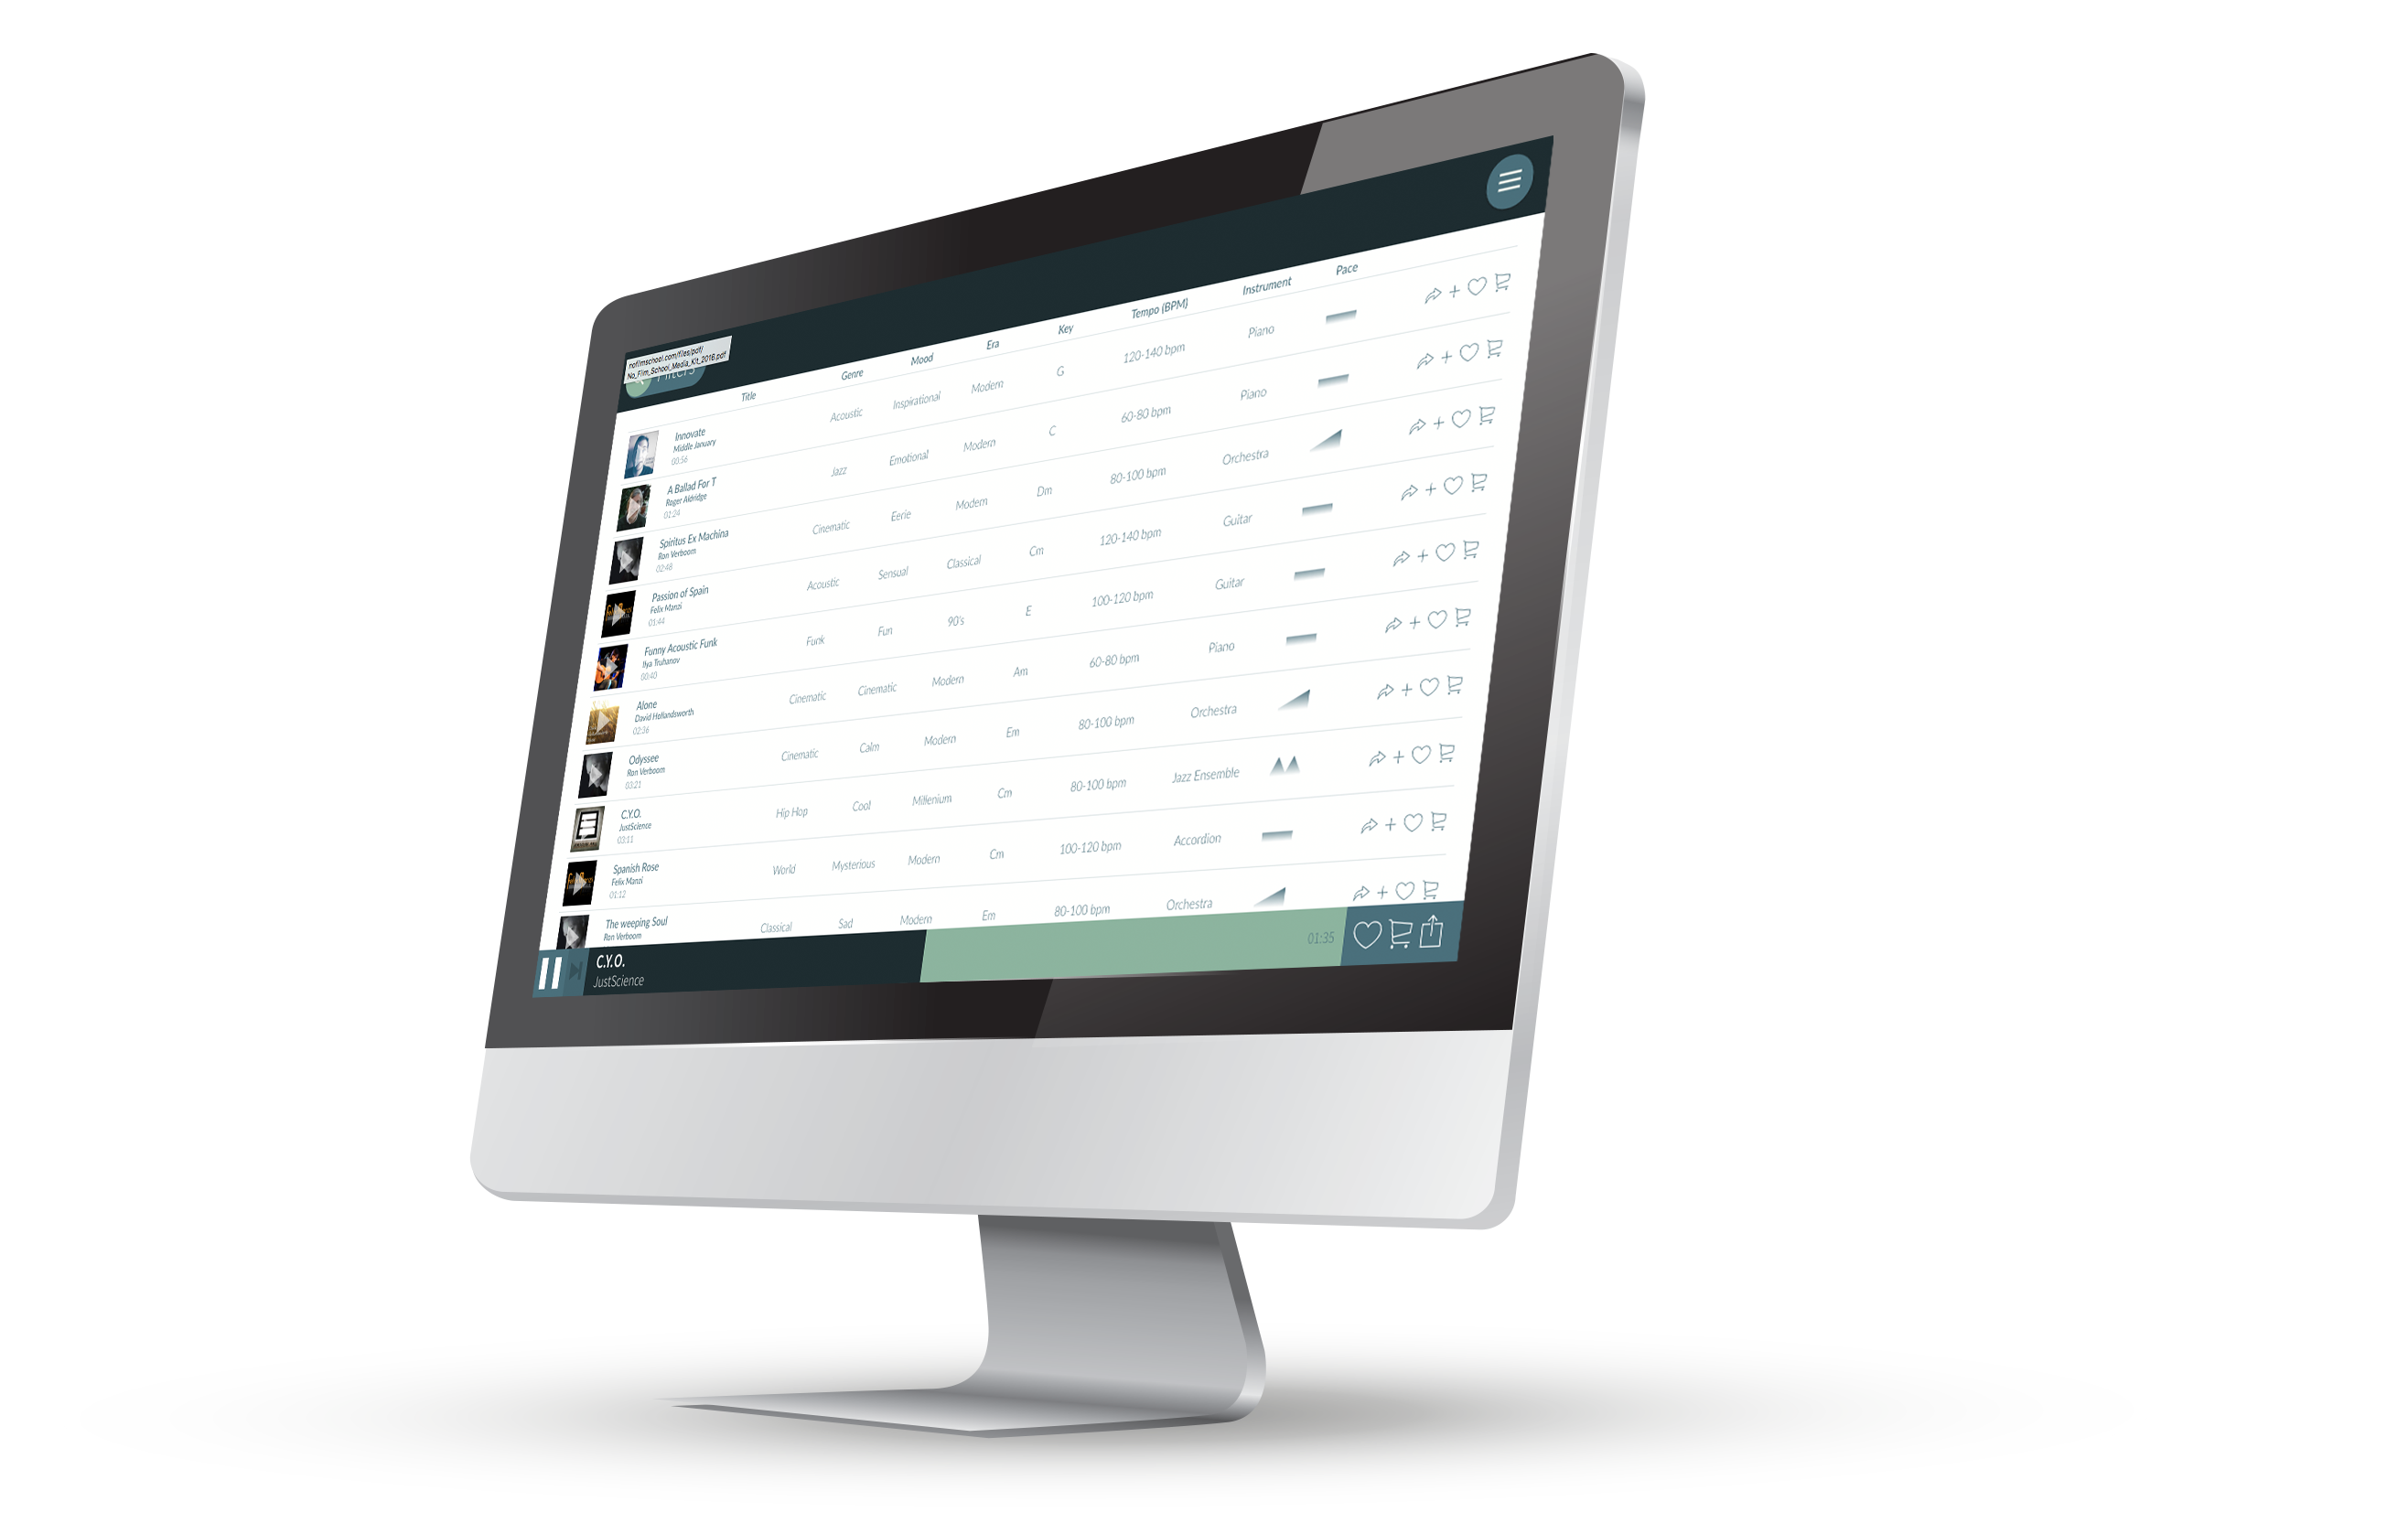 nofilmschool.com/files/pdf/
No_Film_School_Media_Kit_2016.pdf
Filters
Title Genre Mood Era Key Tempo (BPM) Instrument Pace
Innovate
Middle January
00:56
Acoustic Inspirational Modern G 120-140 bpm Piano
A Ballad For T
Roger Aldridge
01:24
Jazz Emotional Modern C 60-80 bpm Piano
Spiritus Ex Machina
Ron Verboom
02:48
Cinematic Eerie Modern Dm 80-100 bpm Orchestra
Passion of Spain
Felix Manzi
01:44
Acoustic Sensual Classical Cm 120-140 bpm Guitar
Funny Acoustic Funk
Ilya Truhanov
00:40
Funk Fun 90's E 100-120 bpm Guitar
Alone
David Hollandsworth
02:36
Cinematic Cinematic Modern Am 60-80 bpm Piano
Odyssee
Ron Verboom
03:21
Cinematic Calm Modern Em 80-100 bpm Orchestra
C.Y.O.
JustScience
03:11
Hip Hop Cool Millenium Cm 80-100 bpm Jazz Ensemble
Spanish Rose
Felix Manzi
01:12
World Mysterious Modern Cm 100-120 bpm Accordion
The weeping Soul
Ron Verboom
Classical Sad Modern Em 80-100 bpm Orchestra
C.Y.O.
JustScience
01:35